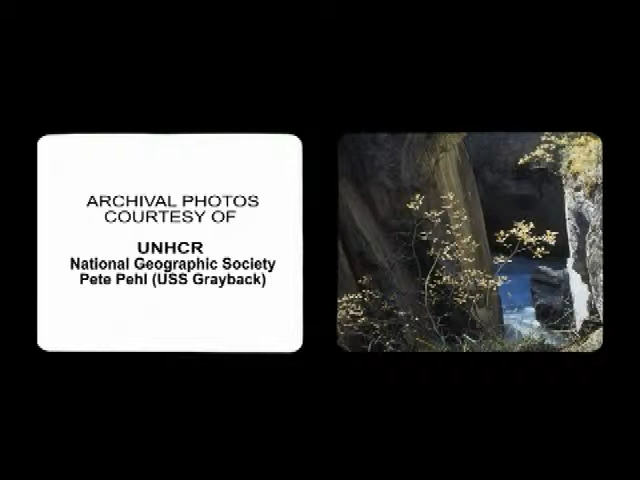 ARCHIVAL PHOTOS
COURTESY OF
UNHCR
National Geographic Society
Pete Pehl (USS Grayback)